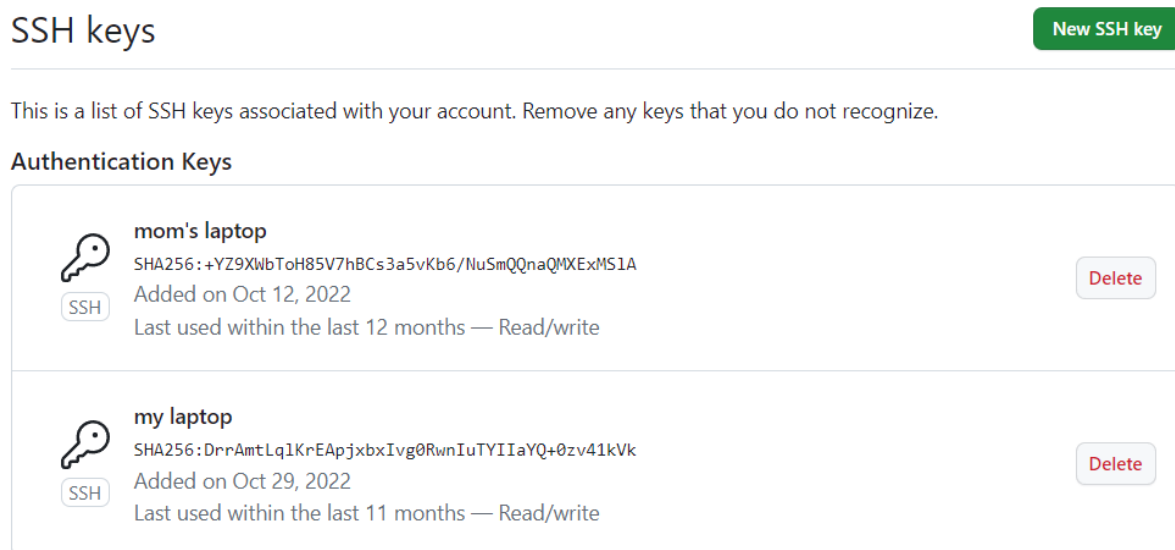 SSH keys
New SSH key
This is a list of SSH keys associated with your account. Remove any keys that you do not recognize.
Authentication Keys
mom's laptop
SHA256:+YZ9XWbToH85V7hBCs3a5vKb6/NuSmQQnaQMXExMS1A
SSH
Added on Oct 12, 2022
Last used within the last 12 months — Read/write
Delete
my laptop
SHA256:DrrAmtLqlKrEApjxbxIvg0RwnIuTYIIaYQ+0zv41kVk
SSH
Added on Oct 29, 2022
Last used within the last 11 months — Read/write
Delete